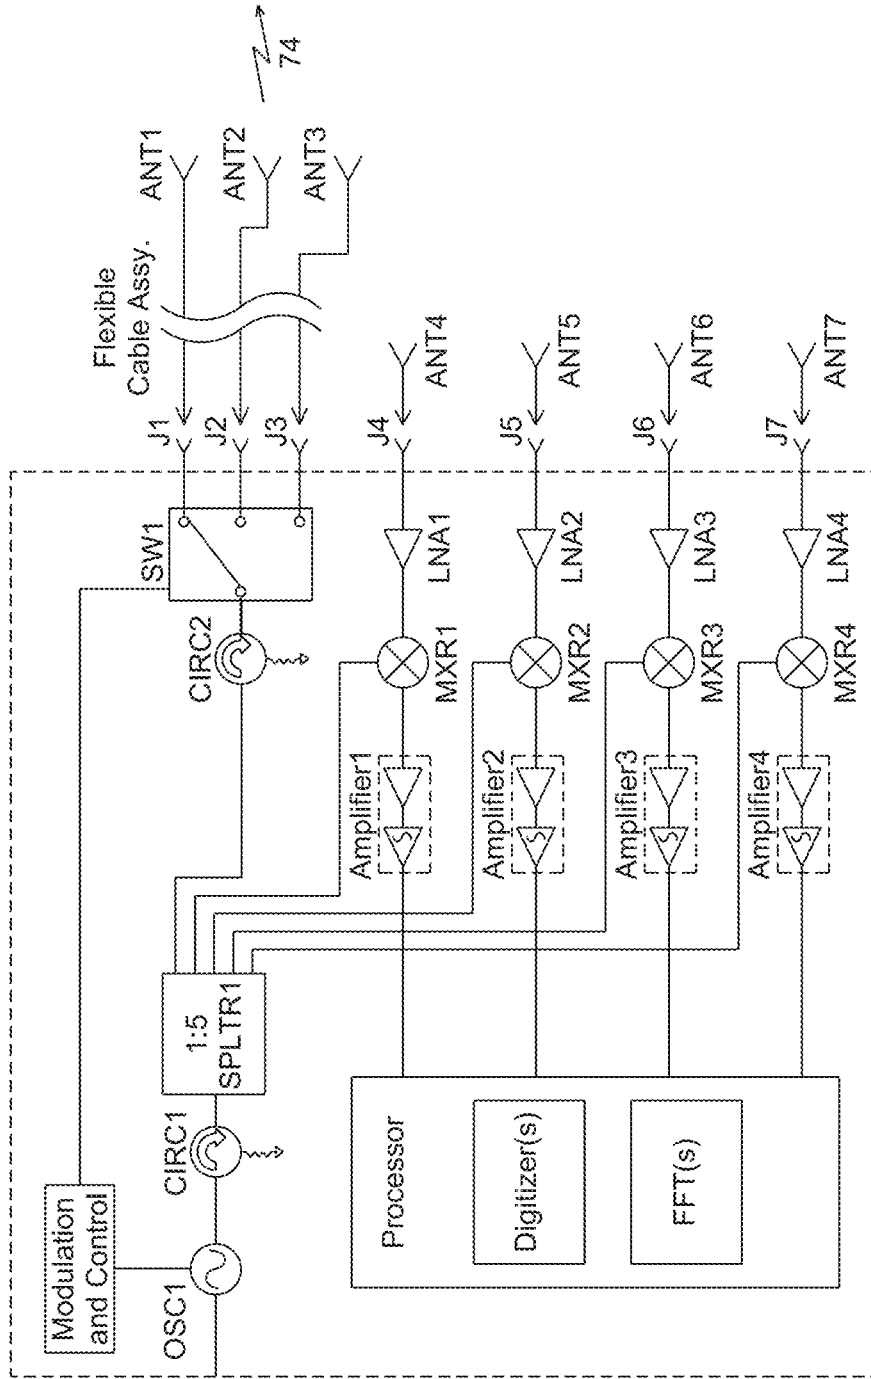 Modulation
and Control
OSC1
CIRC1
1:5
SPLTR1
CIRC2
SW1
J1
J2
J3
Flexible
Cable Assy.
ANT1
ANT2
ANT3
74
Processor
Digitizer(s)
FFT(s)
Amplifier1
MXR1
LNA1
J4
ANT4
Amplifier2
MXR2
LNA2
J5
ANT5
Amplifier3
MXR3
LNA3
J6
ANT6
Amplifier4
MXR4
LNA4
J7
ANT7